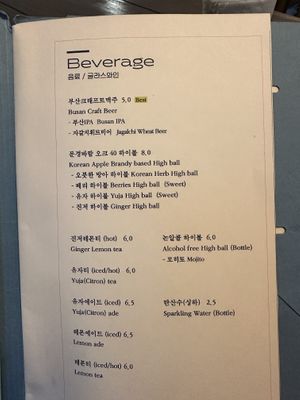 Beverage
음료 / 글라스와인
부산크래프트맥주 5,0 Best
Busan Craft Beer
- 부산IPA Busan IPA
- 자갈치휘트비어 Jagalchi Wheat Beer
문경바람 오크 40 하이볼 8,0
Korean Apple Brandy based High ball
- 오롯한 방아 하이볼 Korean Herb High ball
- 베리 하이볼 Berries High ball (Sweet)
- 유자 하이볼 Yuja High ball (Sweet)
- 진저 하이볼 Ginger High ball
진저레몬티 (hot) 6,0
Ginger Lemon tea
유자티 (iced/hot) 6,0
Yuja(Citron) tea
유자에이드 (iced) 6,5
Yuja(Citron) ade
레몬에이드 (iced) 6,5
Lemon ade
레몬티 (iced/hot) 6,0
Lemon tea
논알콜 하이볼 6,0
Alcohol free High ball (Bottle)
- 모히토 Mojito
탄산수(실하) 2,5
Sparkling Water (Bottle)